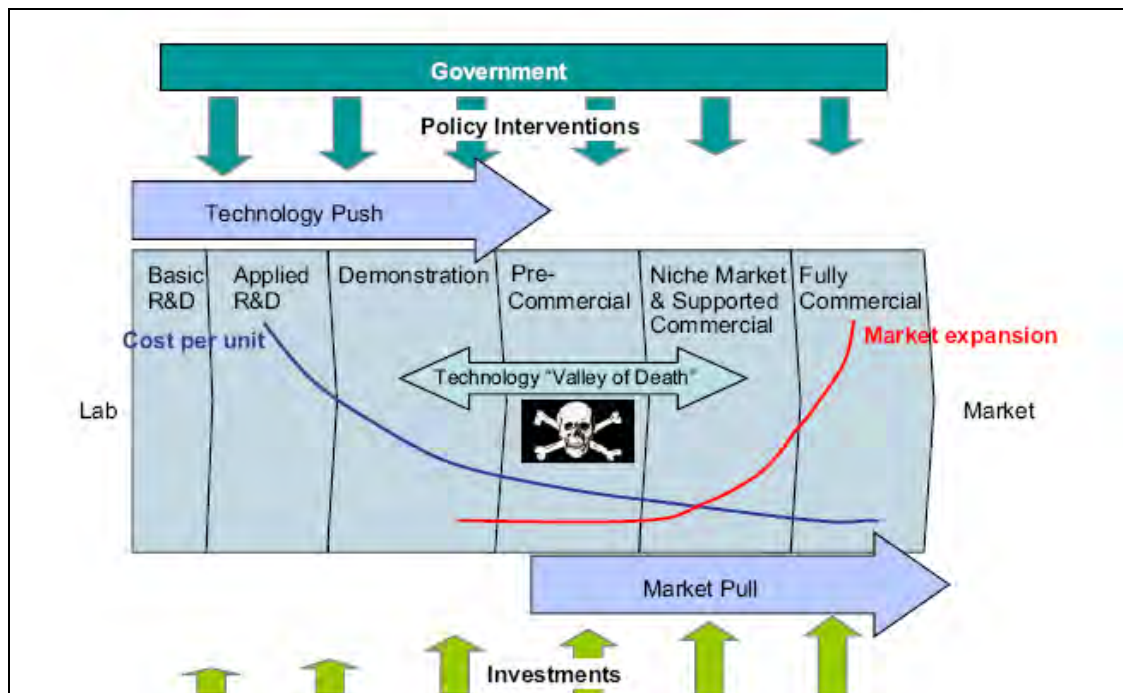 Government
Policy Interventions
Technology Push
Basic
R&D
Applied
R&D
Demonstration
Pre-
Commercial
Niche Market
& Supported
Commercial
Fully
Commercial
Cost per unit
Market expansion
Technology “Valley of Death”
Lab
Market
Market Pull
Investments